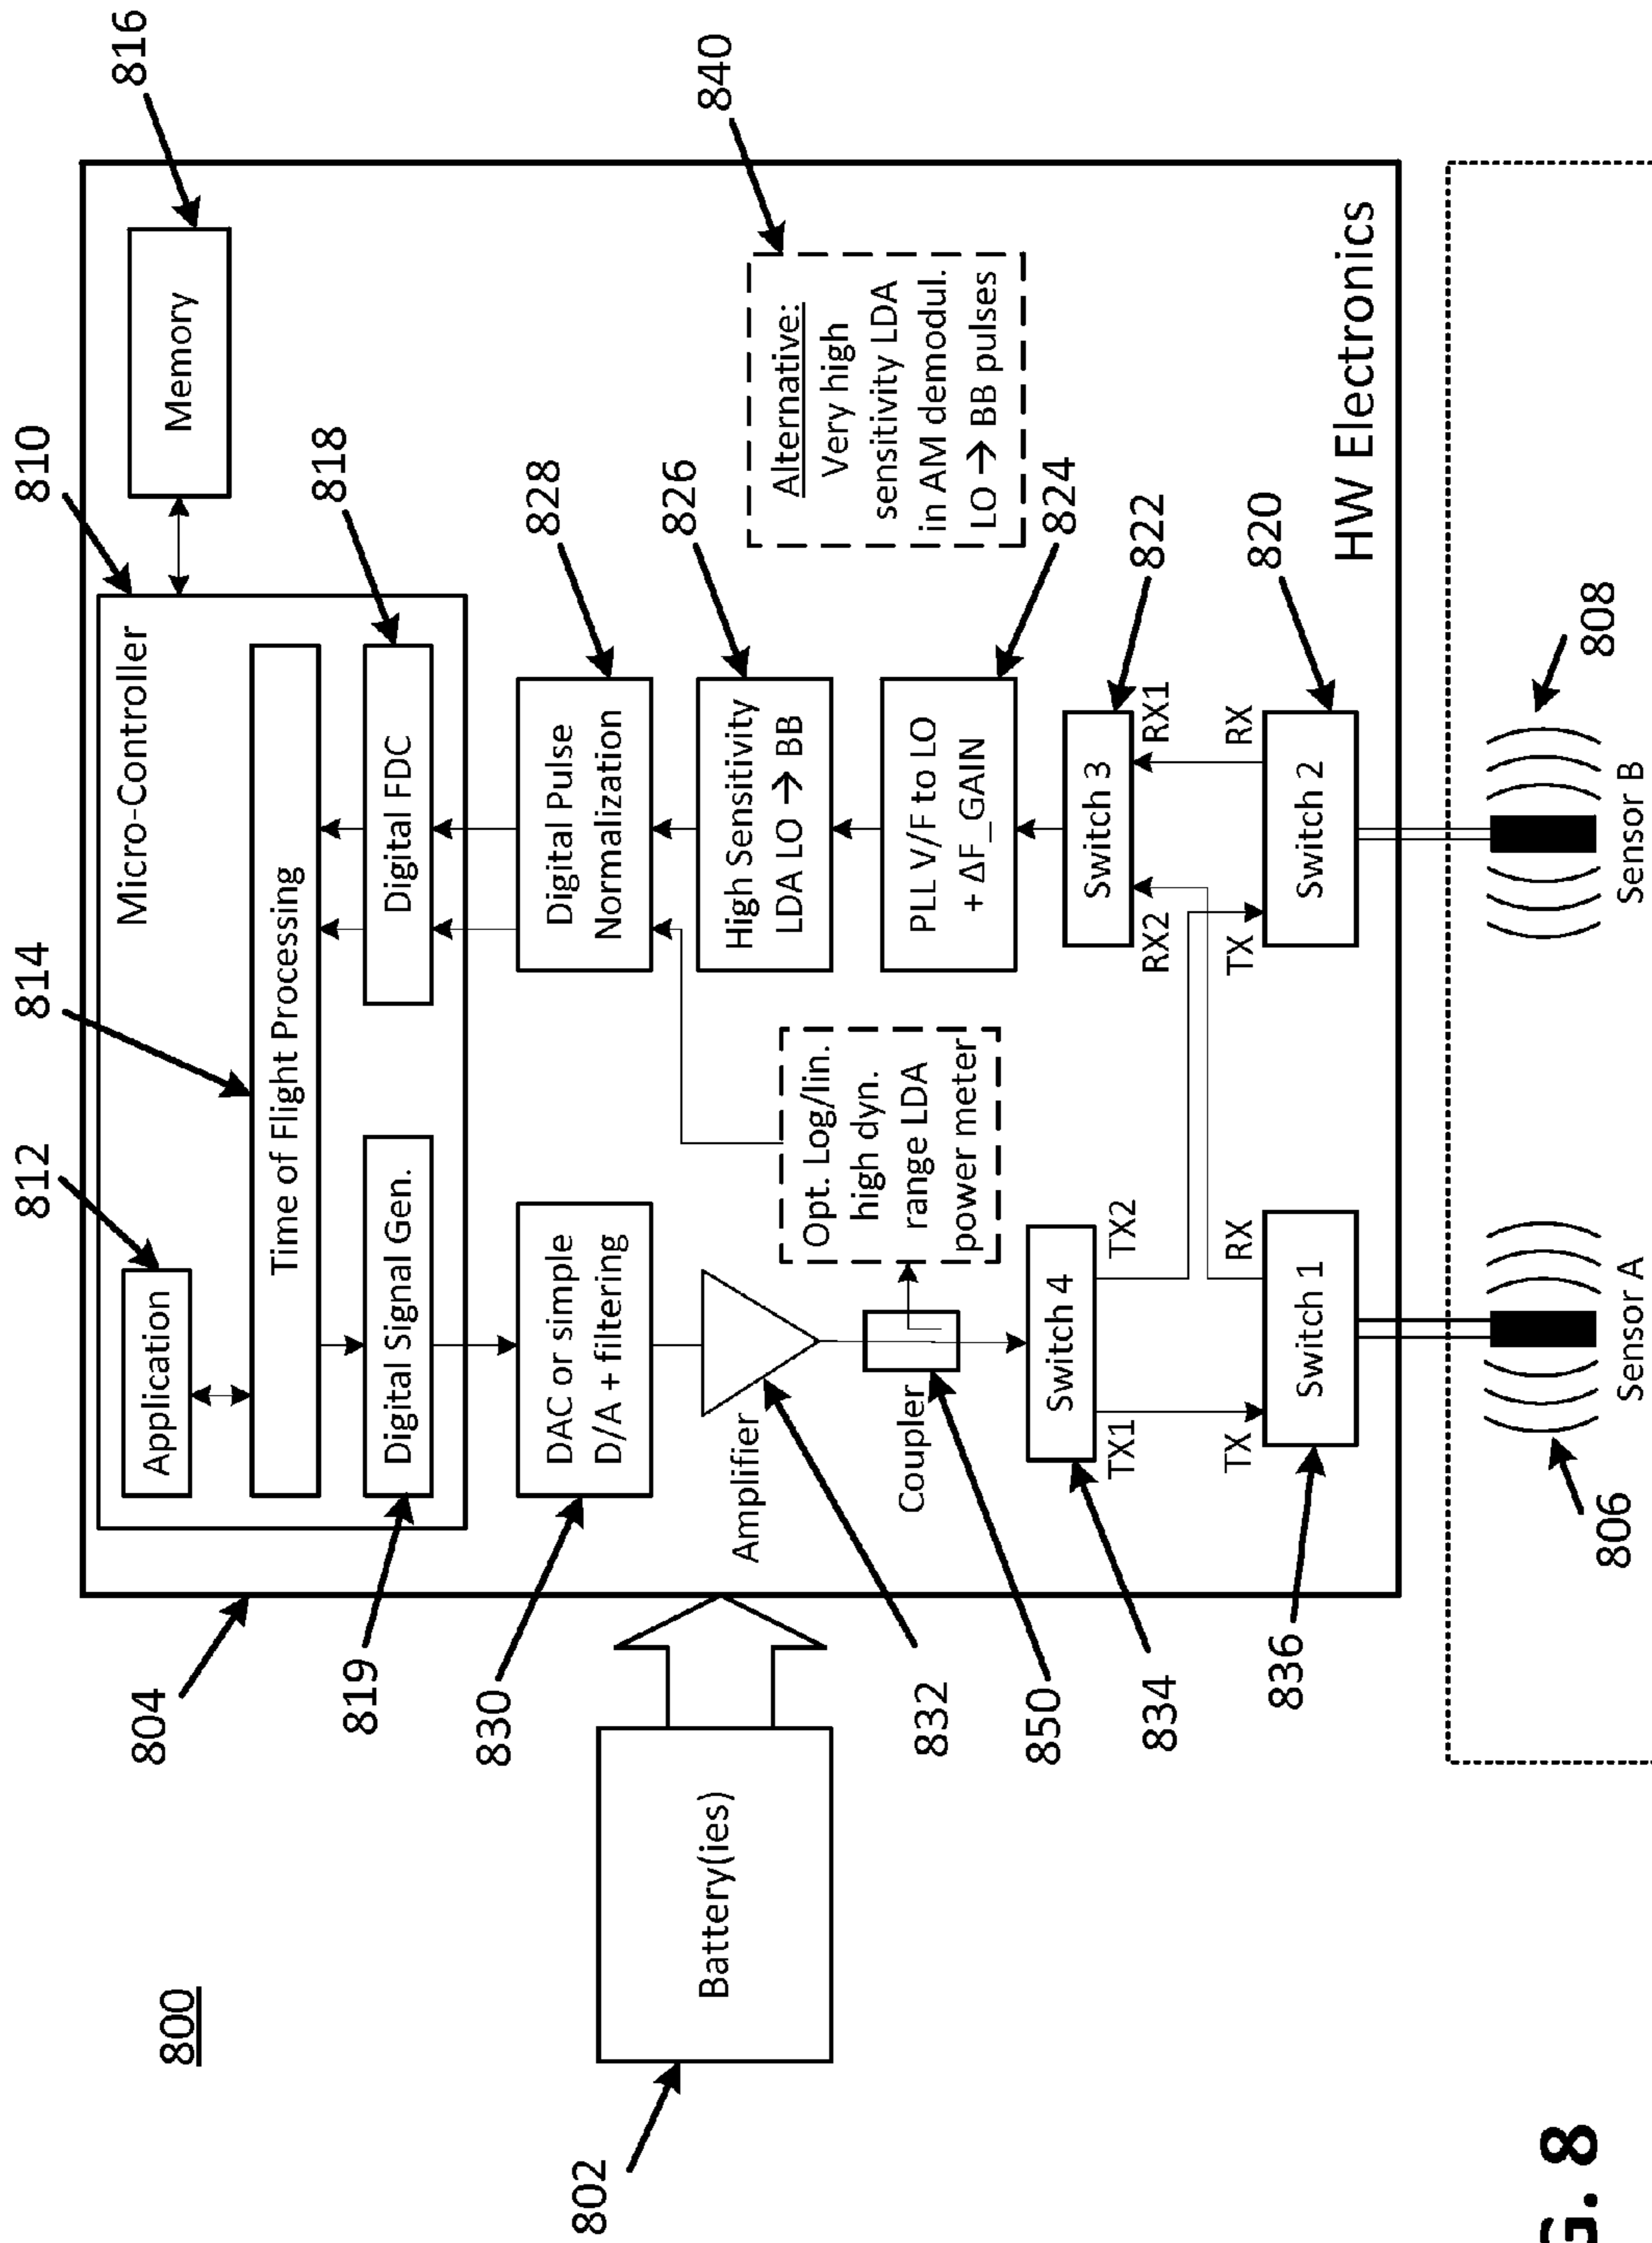 800
802
Battery(ies)
804
HW Electronics
810
Micro-Controller
812
Application
814
Time of Flight Processing
816
Memory
818
Digital FDC
819
Digital Signal Gen.
830
DAC or simple
D/A + filtering
832
Amplifier
850
Coupler
Opt. Log/lin.
high dyn.
range LDA
power meter
834
Switch 4
TX1
TX2
836
Switch 1
TX
RX
828
Digital Pulse
Normalization
826
High Sensitivity
LDA LO → BB
824
PLL V/F to LO
+ ΔF_GAIN
822
Switch 3
RX2
RX1
820
Switch 2
TX
RX
840
Alternative:
Very high
sensitivity LDA
in AM demodul.
LO → BB pulses
806
Sensor A
808
Sensor B
G. 8